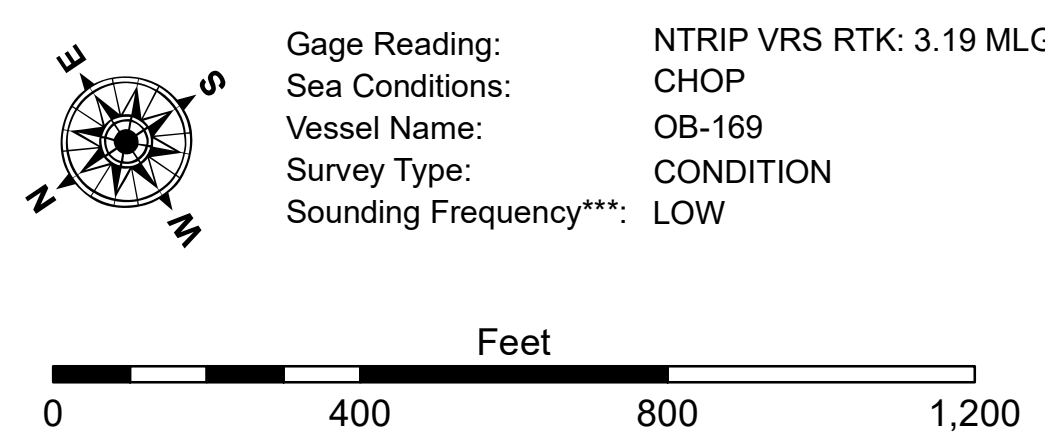 E
S
N
W
Gage Reading: NTRIP VRS RTK: 3.19 MLG
Sea Conditions: CHOP
Vessel Name: OB-169
Survey Type: CONDITION
Sounding Frequency***: LOW
Feet
0 400 800 1,200